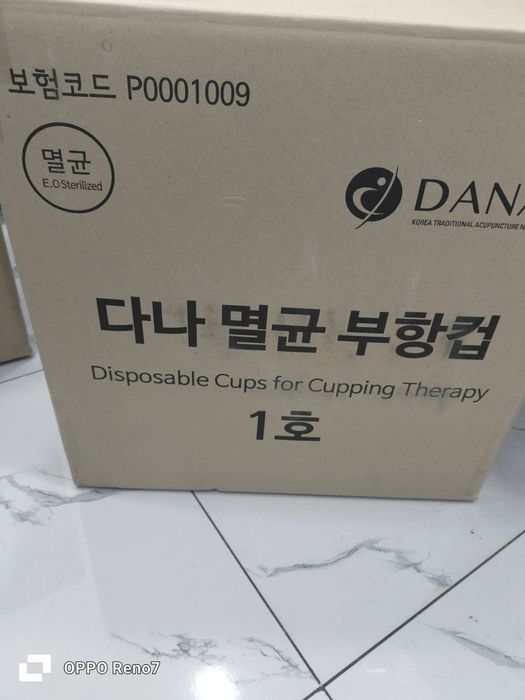 보험코드 P0001009
멸균
E.O Sterilized
DANA
KOREA TRADITIONAL ACUPUNCTURE
다나 멸균 부항컵
Disposable Cups for Cupping Therapy
1호
OPPO Reno7